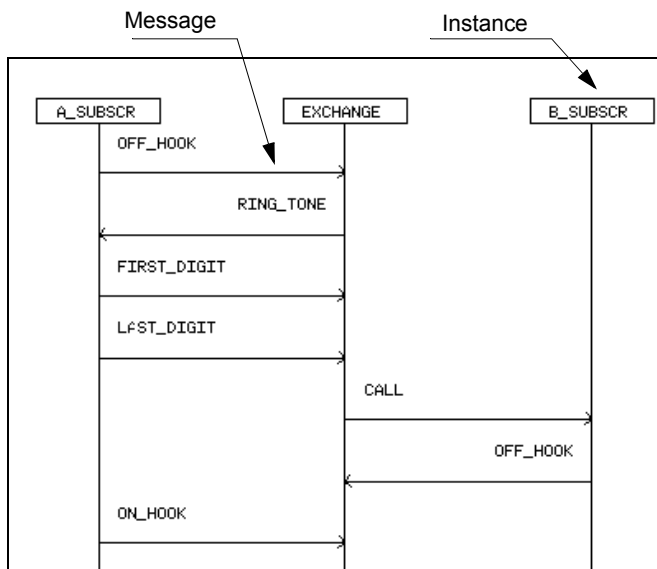 Message
Instance
A_SUBSCR
EXCHANGE
B_SUBSCR
OFF_HOOK
RING_TONE
FIRST_DIGIT
LAST_DIGIT
CALL
OFF_HOOK
ON_HOOK